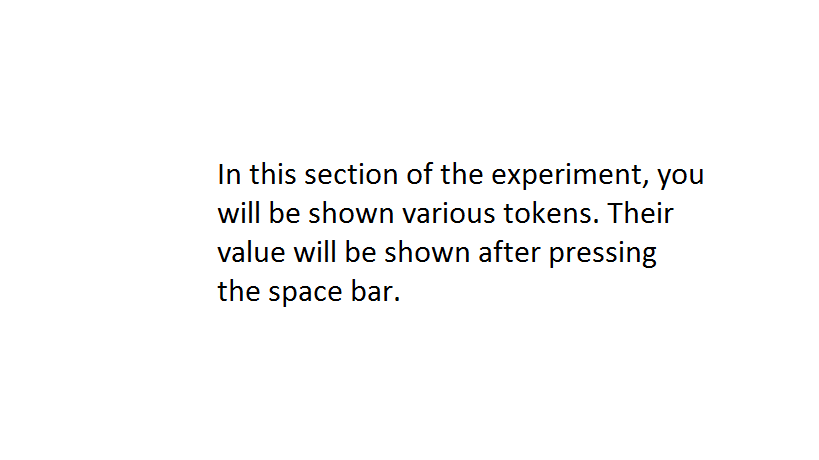 In this section of the experiment, you
will be shown various tokens. Their
value will be shown after pressing
the space bar.